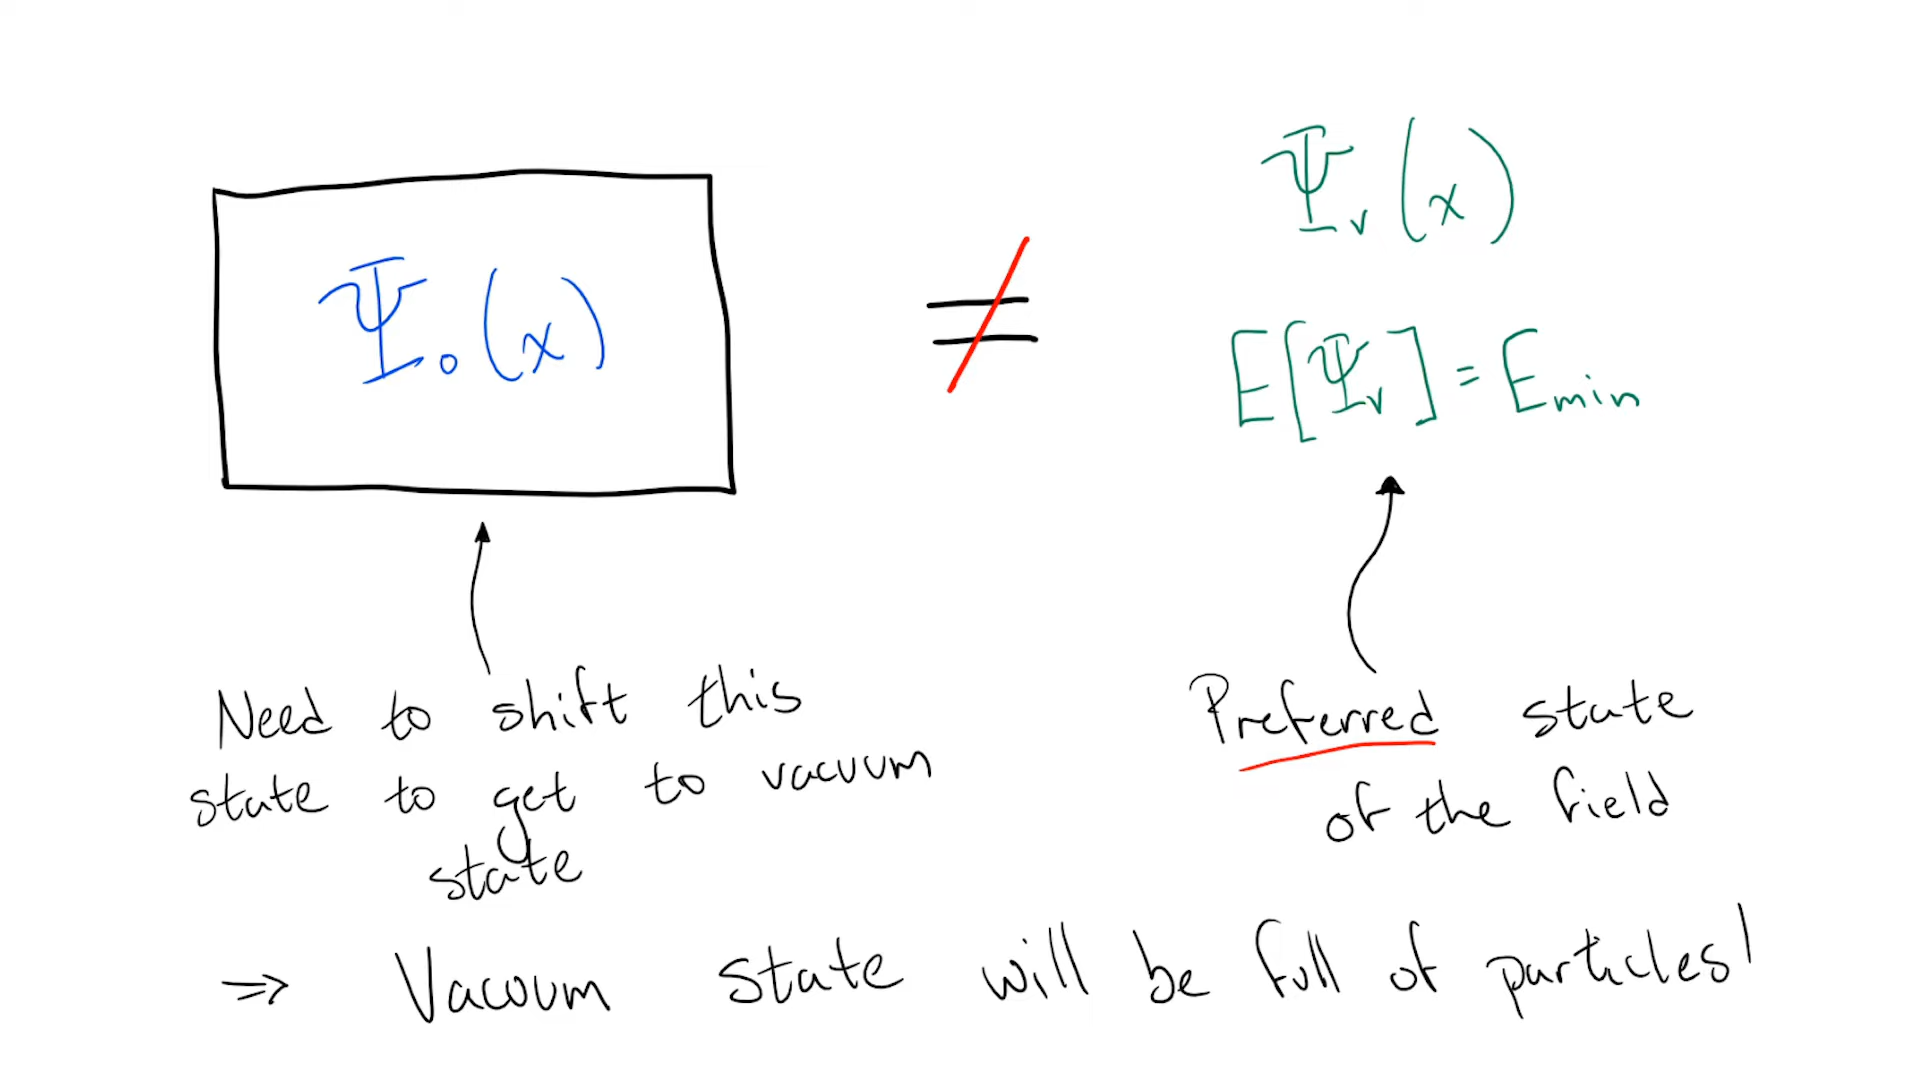 Ψ₀(x)
≠
Ψᵥ(x)
E[Ψᵥ] = Emin
Need to shift this
state to get to vacuum
state
Preferred state
of the field
⇒ Vacuum state will be full of particles!